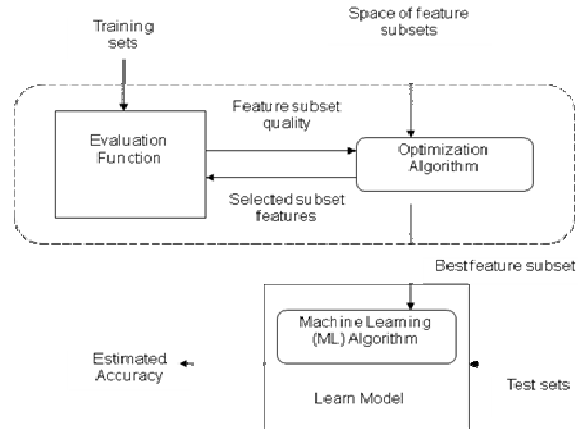 Training
sets
Space of feature
subsets
Evaluation
Function
Feature subset
quality
Optimization
Algorithm
Selected subset
features
Best feature subset
Machine Learning
(ML) Algorithm
Estimated
Accuracy
Test sets
Learn Model